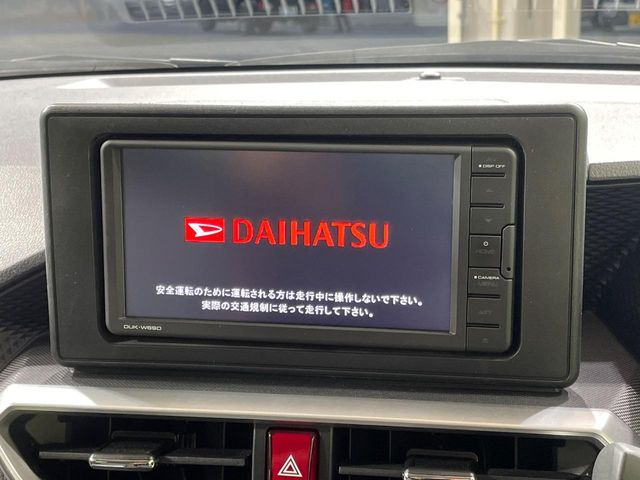 DISP OFF
DAIHATSU
HOME
CAMERA
MENU
安全運転のために運転される方は走行中に操作しないで下さい。
実際の交通規制に従って走行して下さい。
DUK-W69D
ATT